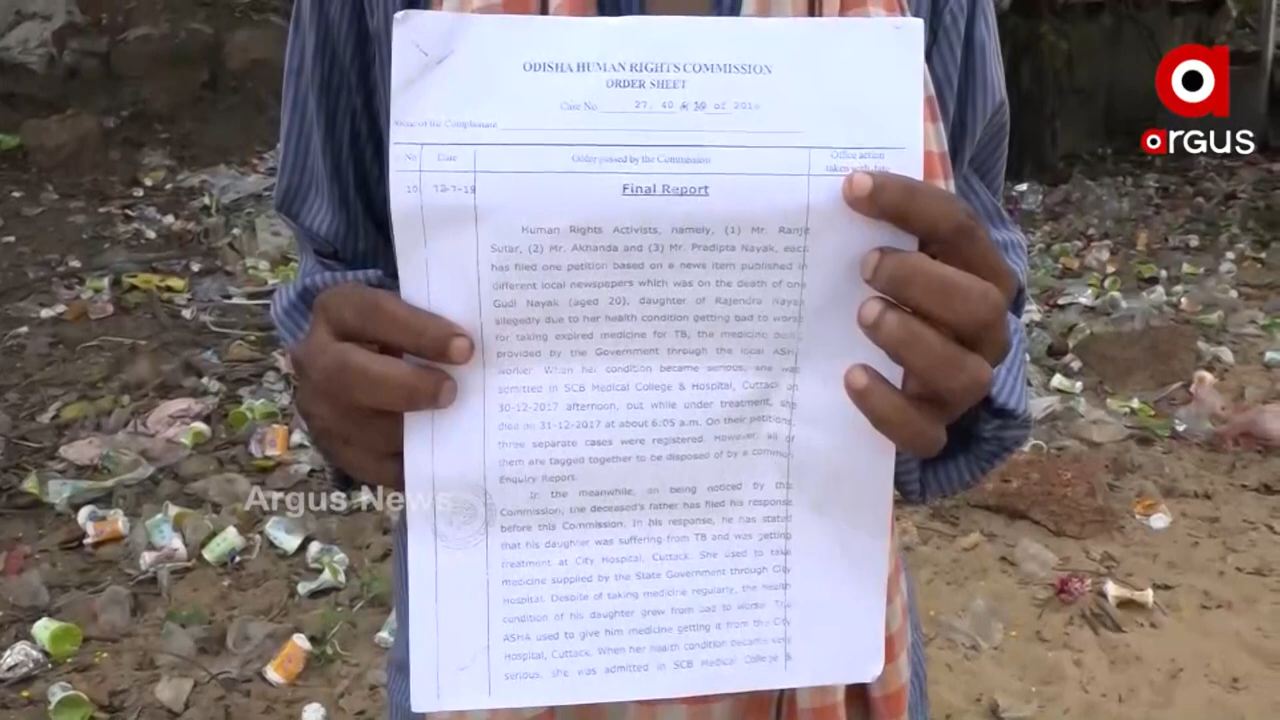 ODISHA HUMAN RIGHTS COMMISSION
ORDER SHEET
Case No 27, 40 & of 201
Name of the Complainant
No Date Order passed by the Commission Office action taken with date
10 -7-19 Final Report
Human Rights Activists, namely, (1) Mr. Ranjit
Sutar, (2) Mr. Akhanda and (3) Mr. Pradipta Nayak, each
has filed one petition based on a news item published in
different local newspapers which was on the death of one
Gudi Nayak (aged 20), daughter of Rajendra Nayak
allegedly due to her health condition getting bad to worse
for taking expired medicine for TB, the medicine being
provided by the Government through the local ASHA
worker. When her condition became serious, she was
admitted in SCB Medical College & Hospital, Cuttack on
30-12-2017 afternoon, but while under treatment, she
died on 31-12-2017 at about 6:05 a.m. On their petitions,
three separate cases were registered. However, all of
them are tagged together to be disposed of by a common
Enquiry Report.
In the meanwhile, on being noticed by this
Commission, the deceased's father has filed his response
before this Commission. In his response, he has stated
that his daughter was suffering from TB and was getting
treatment at City Hospital, Cuttack. She used to take
medicine supplied by the State Government through City
Hospital. Despite of taking medicine regularly, the health
condition of his daughter grew from bad to worse. The
ASHA used to give him medicine getting it from the City
Hospital, Cuttack. When her health condition became very
serious, she was admitted in SCB Medical College &
argus
Argus News